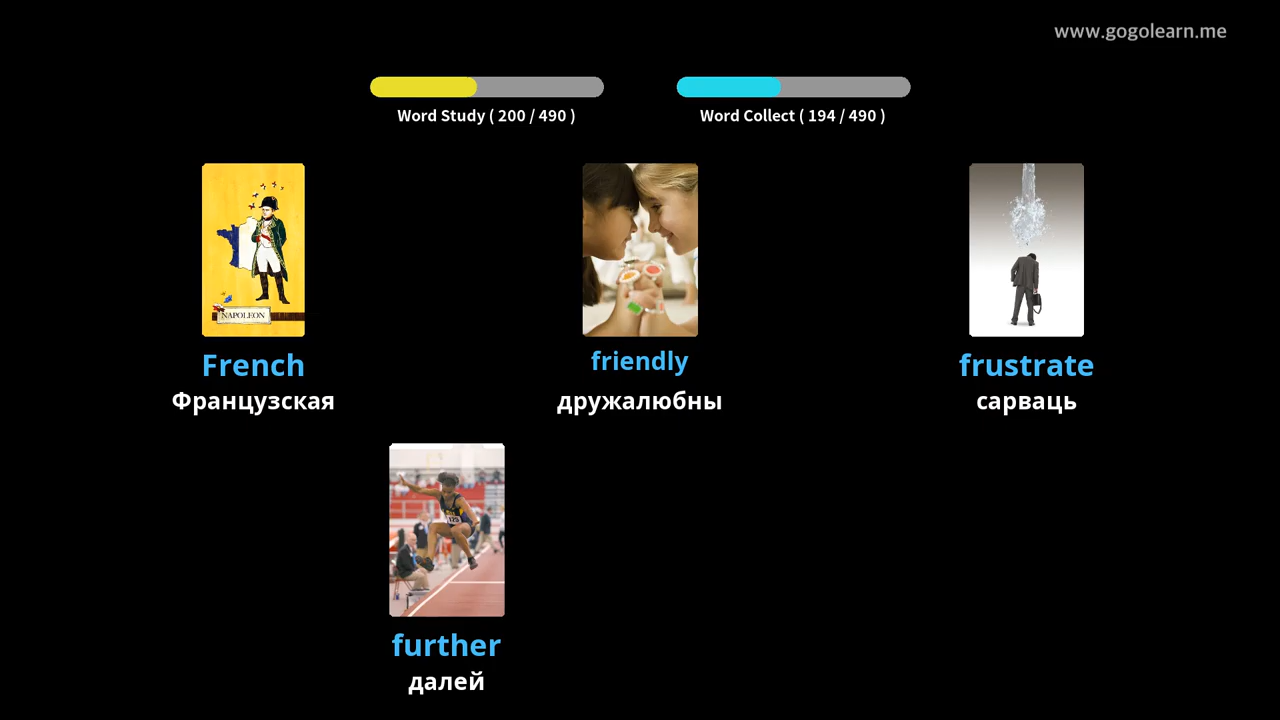 www.gogolearn.me
Word Study ( 200 / 490 )
Word Collect ( 194 / 490 )
NAPOLEON
French
Французская
friendly
дружалюбны
frustrate
сарваць
further
далей